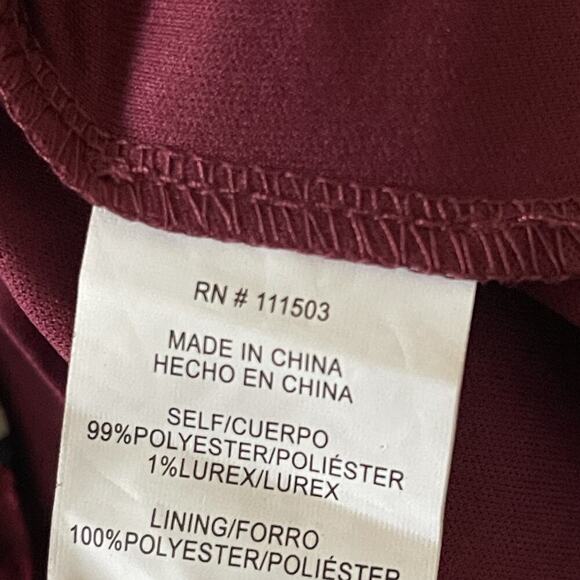 RN # 111503
MADE IN CHINA
HECHO EN CHINA
SELF/CUERPO
99%POLYESTER/POLIÉSTER
1%LUREX/LUREX
LINING/FORRO
100%POLYESTER/POLIÉSTER